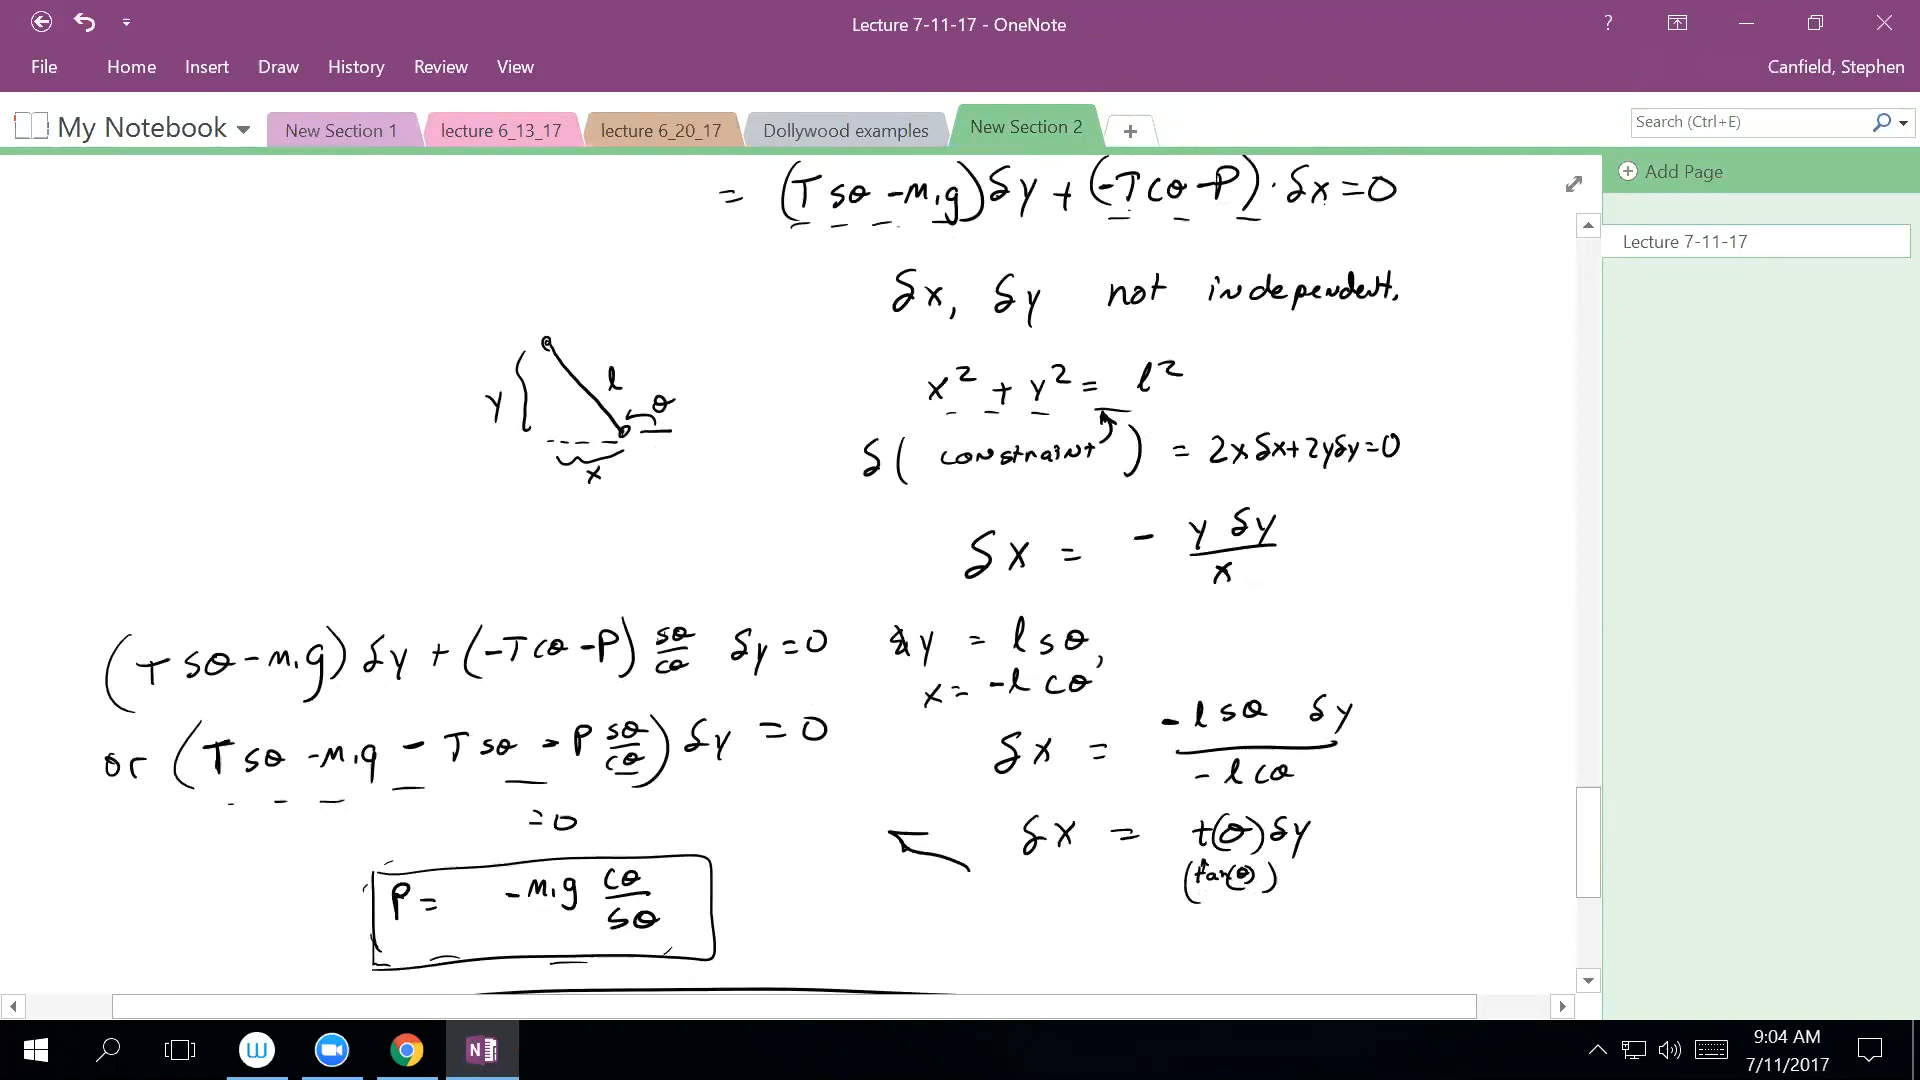 Lecture 7-11-17 - OneNote
?
File Home Insert Draw History Review View
Canfield, Stephen
My Notebook
New Section 1
lecture 6_13_17
lecture 6_20_17
Dollywood examples
New Section 2
+
Search (Ctrl+E)
Add Page
Lecture 7-11-17
= (T sθ - m₁g) δy + (-T cθ - P) · δx = 0
δx, δy not independent.
x² + y² = l²
y
l
θ
x
δ( constraint ) = 2x δx + 2y δy = 0
δx = - y δy / x
(T sθ - m₁g) δy + (-T cθ - P) sθ/cθ δy = 0
y = l sθ,
x = -l cθ
or (T sθ - m₁g - T sθ - P sθ/cθ) δy = 0
δx = -l sθ δy / -l cθ
= 0
δx = t(θ) δy
(tan(θ))
P = -m₁g cθ/sθ
9:04 AM
7/11/2017